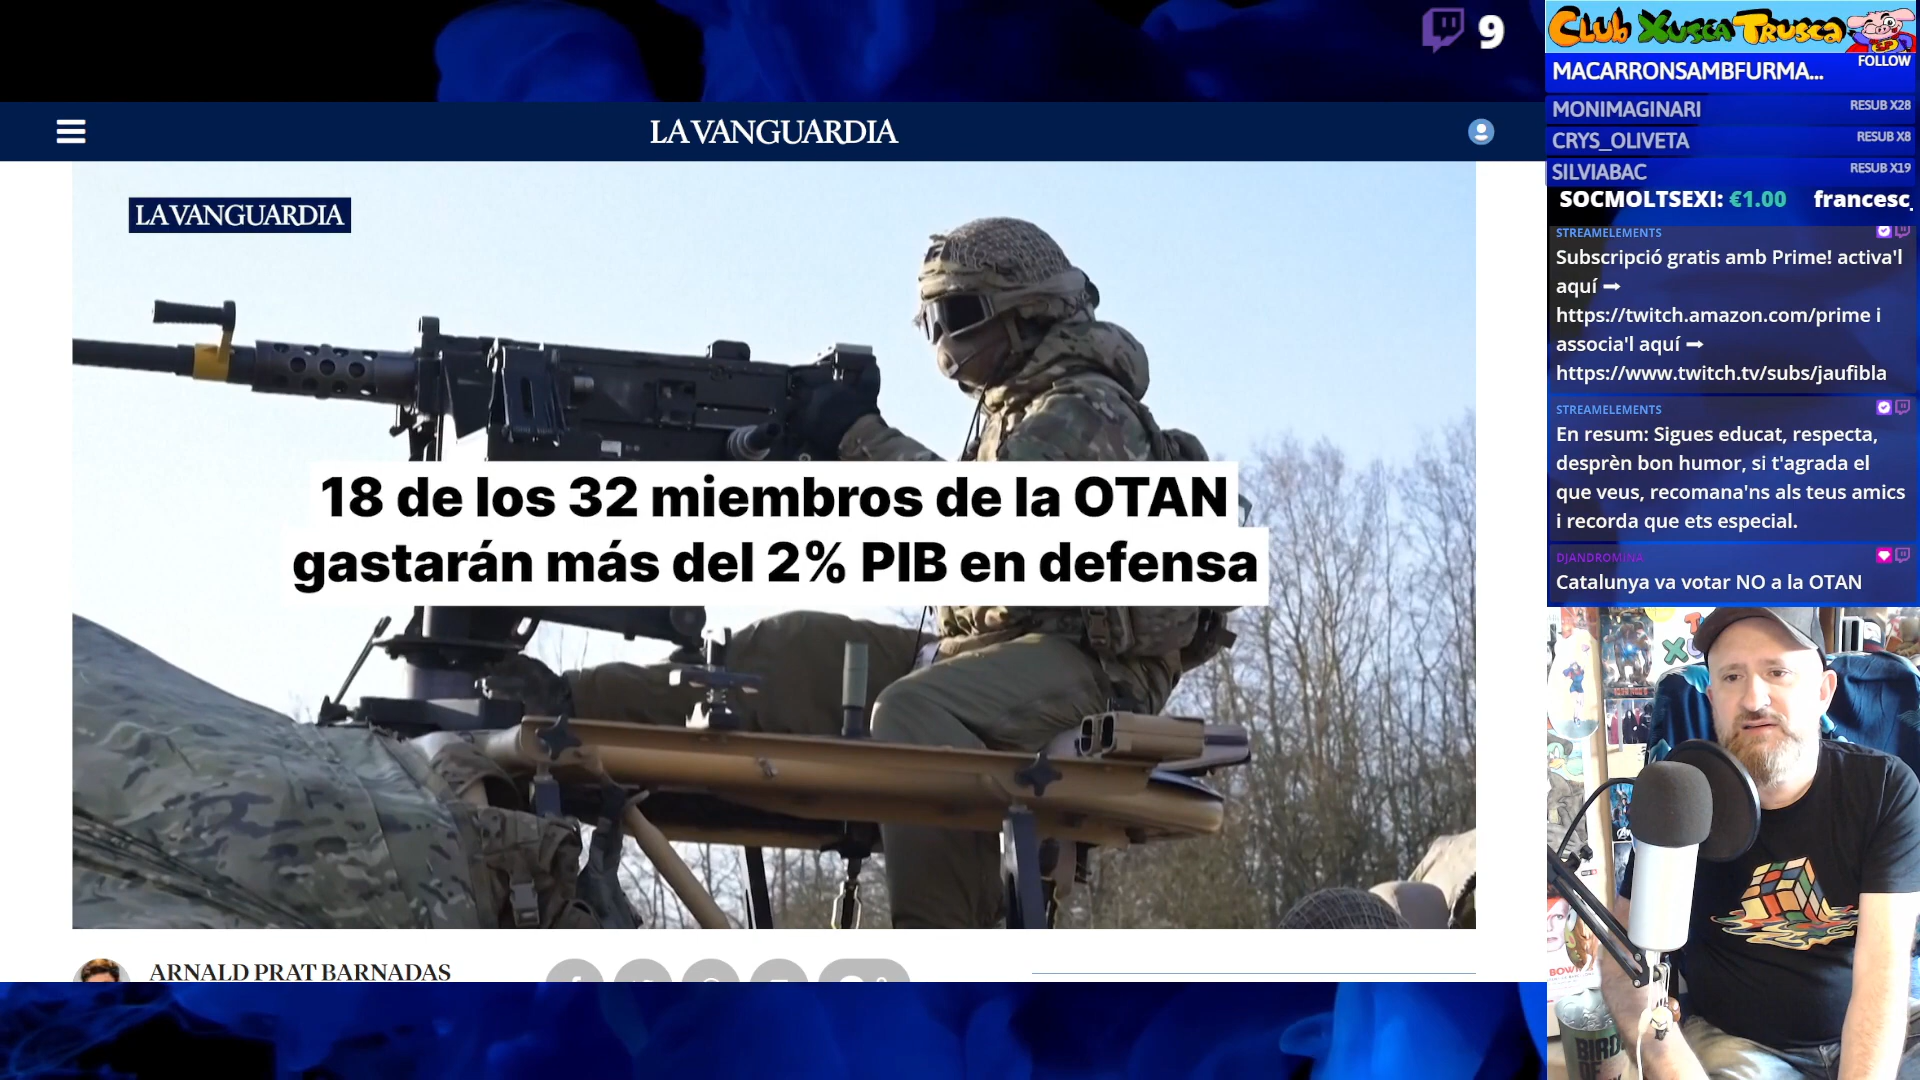 9
LA VANGUARDIA
LA VANGUARDIA
18 de los 32 miembros de la OTAN
gastarán más del 2% PIB en defensa
ARNALD PRAT BARNADAS
Club Xusca Trusca
FOLLOW
MACARRONSAMBFURMA...
MONIMAGINARI RESUB X28
CRYS_OLIVETA RESUB X8
SILVIABAC RESUB X19
SOCMOLTSEXI: €1.00 francesc_
STREAMELEMENTS
Subscripció gratis amb Prime! activa'l
aquí ➞
https://twitch.amazon.com/prime i
associa'l aquí ➞
https://www.twitch.tv/subs/jaufibla
STREAMELEMENTS
En resum: Sigues educat, respecta,
desprèn bon humor, si t'agrada el
que veus, recomana'ns als teus amics
i recorda que ets especial.
DJANDROMINA
Catalunya va votar NO a la OTAN